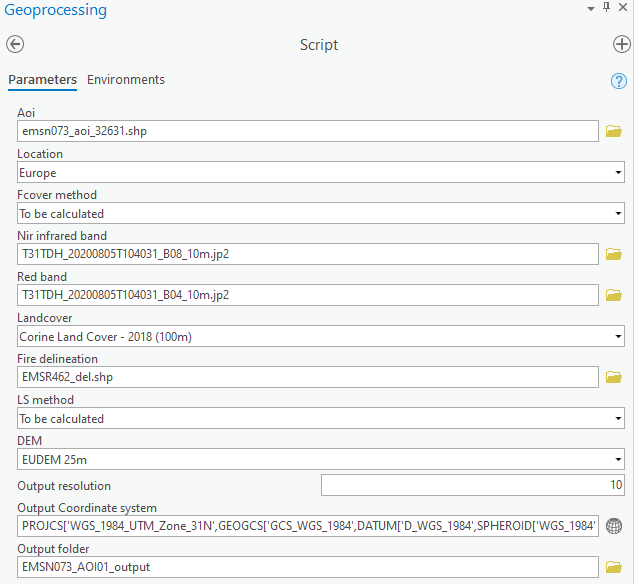 Geoprocessing
Script
Parameters Environments
Aoi
emsn073_aoi_32631.shp
Location
Europe
Fcover method
To be calculated
Nir infrared band
T31TDH_20200805T104031_B08_10m.jp2
Red band
T31TDH_20200805T104031_B04_10m.jp2
Landcover
Corine Land Cover - 2018 (100m)
Fire delineation
EMSR462_del.shp
LS method
To be calculated
DEM
EUDEM 25m
Output resolution 10
Output Coordinate system
PROJCS['WGS_1984_UTM_Zone_31N',GEOGCS['GCS_WGS_1984',DATUM['D_WGS_1984',SPHEROID['WGS_1984'
Output folder
EMSN073_AOI01_output